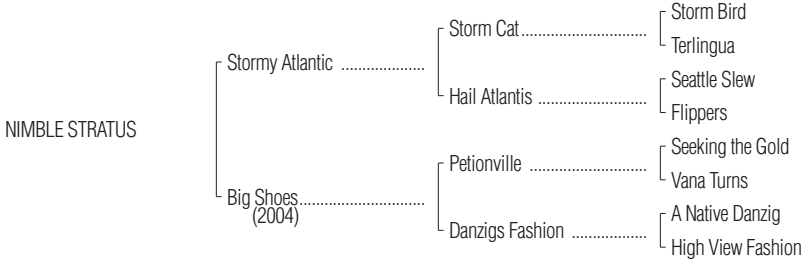 Storm Bird
Storm Cat..............................
Terlingua
Stormy Atlantic ....................
Seattle Slew
Hail Atlantis ..........................
Flippers
NIMBLE STRATUS
Seeking the Gold
Petionville ............................
Vana Turns
Big Shoes..............................
(2004)
A Native Danzig
Danzigs Fashion ..................
High View Fashion